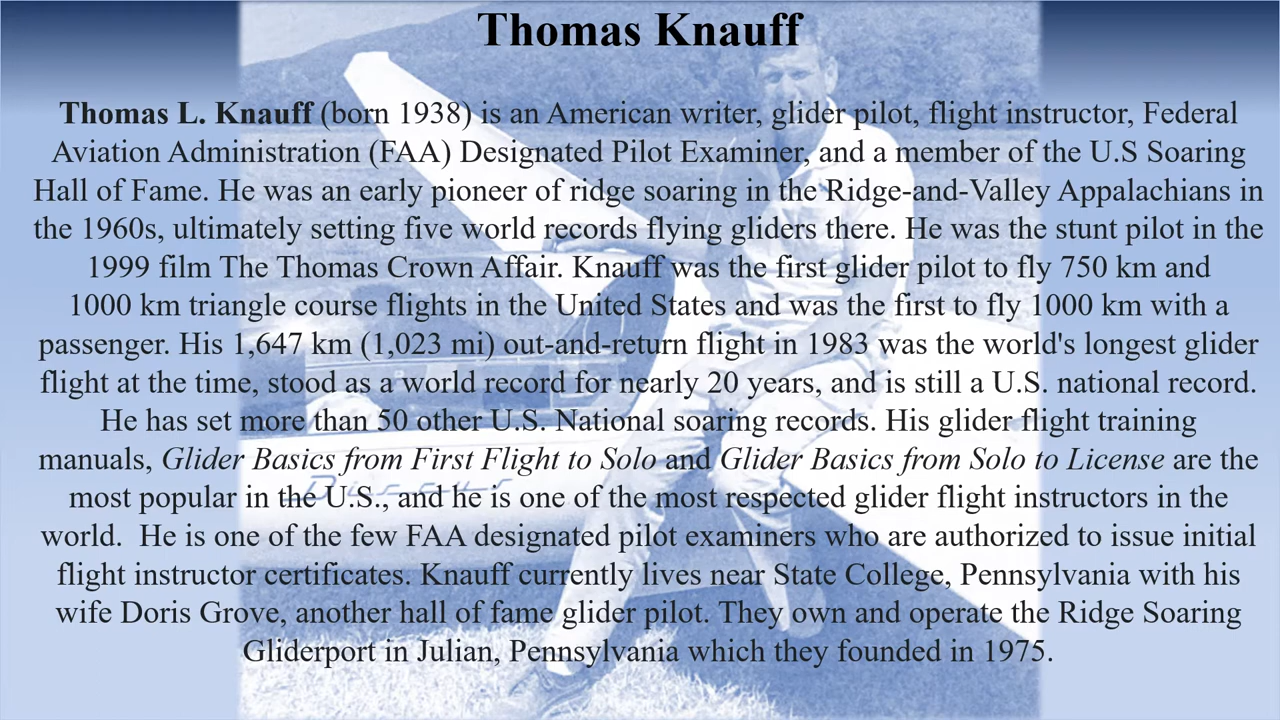 Thomas Knauff
Thomas L. Knauff (born 1938) is an American writer, glider pilot, flight instructor, Federal
Aviation Administration (FAA) Designated Pilot Examiner, and a member of the U.S Soaring
Hall of Fame. He was an early pioneer of ridge soaring in the Ridge-and-Valley Appalachians in
the 1960s, ultimately setting five world records flying gliders there. He was the stunt pilot in the
1999 film The Thomas Crown Affair. Knauff was the first glider pilot to fly 750 km and
1000 km triangle course flights in the United States and was the first to fly 1000 km with a
passenger. His 1,647 km (1,023 mi) out-and-return flight in 1983 was the world's longest glider
flight at the time, stood as a world record for nearly 20 years, and is still a U.S. national record.
He has set more than 50 other U.S. National soaring records. His glider flight training
manuals, Glider Basics from First Flight to Solo and Glider Basics from Solo to License are the
most popular in the U.S., and he is one of the most respected glider flight instructors in the
world.  He is one of the few FAA designated pilot examiners who are authorized to issue initial
flight instructor certificates. Knauff currently lives near State College, Pennsylvania with his
wife Doris Grove, another hall of fame glider pilot. They own and operate the Ridge Soaring
Gliderport in Julian, Pennsylvania which they founded in 1975.